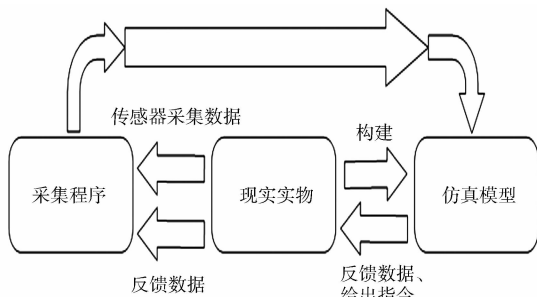 传感器采集数据
构建
采集程序
现实实物
仿真模型
反馈数据
反馈数据、
给出指令